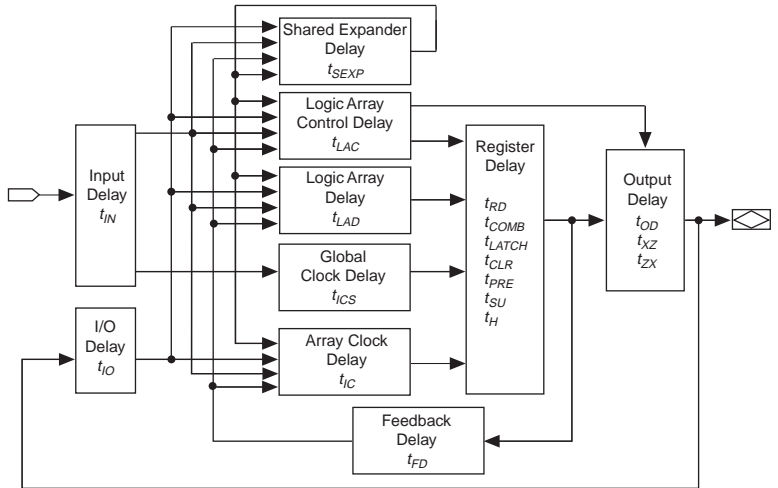 Shared Expander
Delay
tSEXP
Logic Array
Control Delay
tLAC
Input
Delay
tIN
Logic Array
Delay
tLAD
Global
Clock Delay
tICS
I/O
Delay
tIO
Array Clock
Delay
tIC
Register
Delay
tRD
tCOMB
tLATCH
tCLR
tPRE
tSU
tH
Output
Delay
tOD
tXZ
tZX
Feedback
Delay
tFD